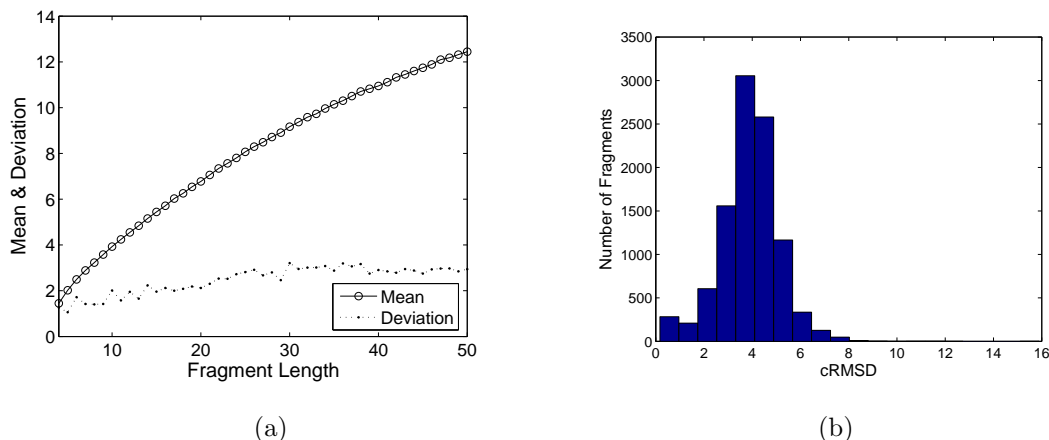 14
12
10
8
6
4
2
0
Mean & Deviation
10 20 30 40 50
Fragment Length
Mean
Deviation
(a)
3500
3000
2500
2000
1500
1000
500
0
Number of Fragments
0 2 4 6 8 10 12 14 16
cRMSD
(b)